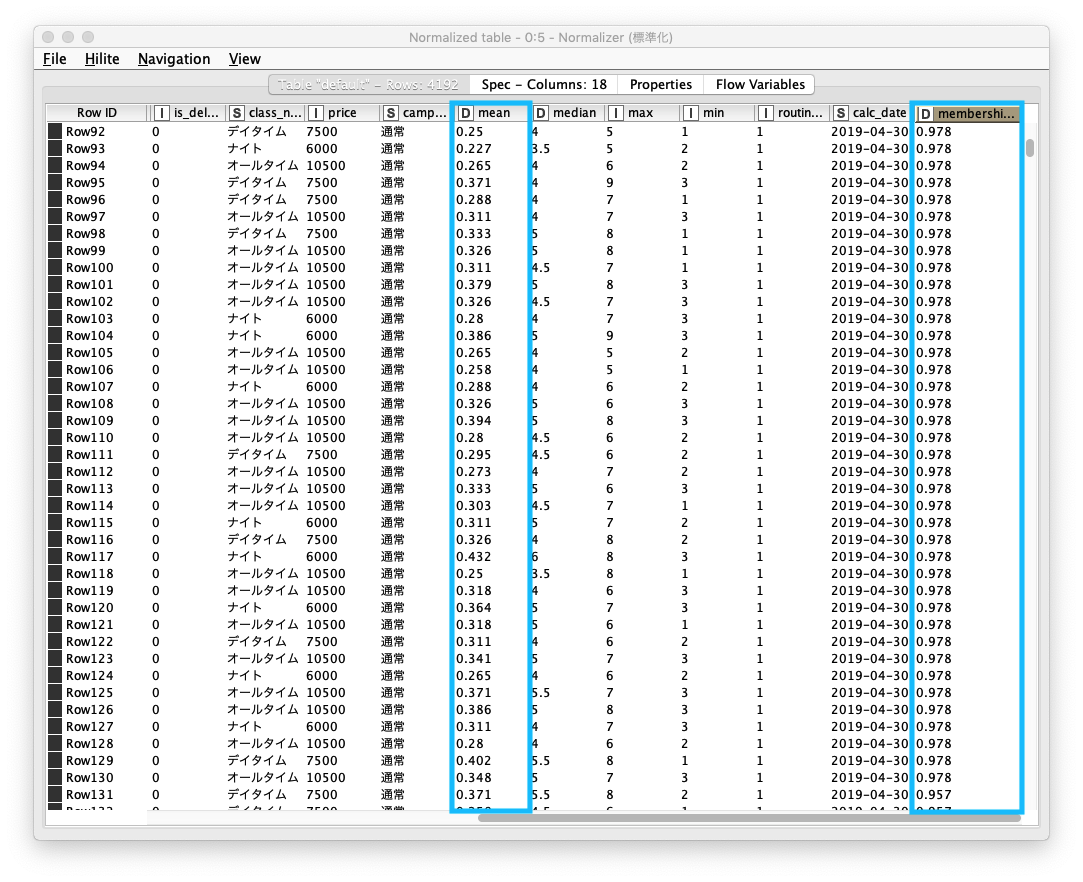 Normalized table - 0:5 - Normalizer (標準化)
File Hilite Navigation View
Table "default" - Rows: 4192 Spec - Columns: 18 Properties Flow Variables
Row ID I is_del... S class_n... I price S camp... D mean D median I max I min I routin... S calc_date D membershi...
Row92 0 デイタイム 7500 通常 0.25 4 5 1 1 2019-04-30 0.978
Row93 0 ナイト 6000 通常 0.227 3.5 5 2 1 2019-04-30 0.978
Row94 0 オールタイム 10500 通常 0.265 4 6 2 1 2019-04-30 0.978
Row95 0 デイタイム 7500 通常 0.371 4 9 3 1 2019-04-30 0.978
Row96 0 デイタイム 7500 通常 0.288 4 7 1 1 2019-04-30 0.978
Row97 0 オールタイム 10500 通常 0.311 4 7 3 1 2019-04-30 0.978
Row98 0 デイタイム 7500 通常 0.333 5 8 1 1 2019-04-30 0.978
Row99 0 オールタイム 10500 通常 0.326 5 8 1 1 2019-04-30 0.978
Row100 0 オールタイム 10500 通常 0.311 4.5 7 1 1 2019-04-30 0.978
Row101 0 オールタイム 10500 通常 0.379 5 8 3 1 2019-04-30 0.978
Row102 0 オールタイム 10500 通常 0.326 4.5 7 3 1 2019-04-30 0.978
Row103 0 ナイト 6000 通常 0.28 4 7 3 1 2019-04-30 0.978
Row104 0 ナイト 6000 通常 0.386 5 9 3 1 2019-04-30 0.978
Row105 0 オールタイム 10500 通常 0.265 4 5 2 1 2019-04-30 0.978
Row106 0 オールタイム 10500 通常 0.258 4 5 1 1 2019-04-30 0.978
Row107 0 ナイト 6000 通常 0.288 4 6 2 1 2019-04-30 0.978
Row108 0 オールタイム 10500 通常 0.326 5 6 3 1 2019-04-30 0.978
Row109 0 オールタイム 10500 通常 0.394 5 8 3 1 2019-04-30 0.978
Row110 0 オールタイム 10500 通常 0.28 4.5 6 2 1 2019-04-30 0.978
Row111 0 デイタイム 7500 通常 0.295 4.5 6 2 1 2019-04-30 0.978
Row112 0 オールタイム 10500 通常 0.273 4 7 2 1 2019-04-30 0.978
Row113 0 オールタイム 10500 通常 0.333 5 6 3 1 2019-04-30 0.978
Row114 0 オールタイム 10500 通常 0.303 4.5 7 1 1 2019-04-30 0.978
Row115 0 ナイト 6000 通常 0.311 5 7 2 1 2019-04-30 0.978
Row116 0 デイタイム 7500 通常 0.326 4 8 2 1 2019-04-30 0.978
Row117 0 ナイト 6000 通常 0.432 6 8 3 1 2019-04-30 0.978
Row118 0 オールタイム 10500 通常 0.25 3.5 8 1 1 2019-04-30 0.978
Row119 0 オールタイム 10500 通常 0.318 4 6 3 1 2019-04-30 0.978
Row120 0 ナイト 6000 通常 0.364 5 7 3 1 2019-04-30 0.978
Row121 0 オールタイム 10500 通常 0.318 5 6 1 1 2019-04-30 0.978
Row122 0 デイタイム 7500 通常 0.311 4 6 2 1 2019-04-30 0.978
Row123 0 オールタイム 10500 通常 0.341 5 7 3 1 2019-04-30 0.978
Row124 0 ナイト 6000 通常 0.265 4 6 2 1 2019-04-30 0.978
Row125 0 オールタイム 10500 通常 0.371 5.5 7 3 1 2019-04-30 0.978
Row126 0 オールタイム 10500 通常 0.386 5 8 3 1 2019-04-30 0.978
Row127 0 ナイト 6000 通常 0.311 4 7 3 1 2019-04-30 0.978
Row128 0 オールタイム 10500 通常 0.28 4 6 2 1 2019-04-30 0.978
Row129 0 デイタイム 7500 通常 0.402 5.5 8 1 1 2019-04-30 0.978
Row130 0 オールタイム 10500 通常 0.348 5 7 3 1 2019-04-30 0.978
Row131 0 デイタイム 7500 通常 0.371 5.5 8 2 1 2019-04-30 0.957